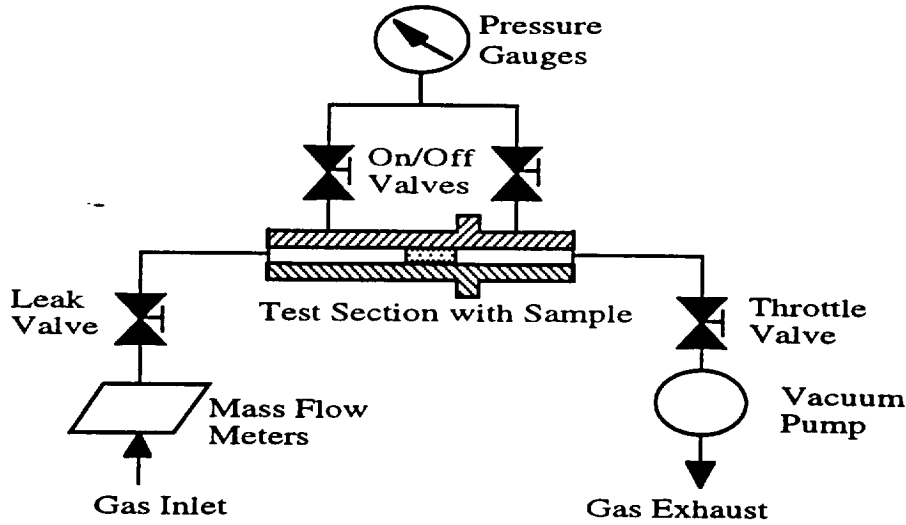 Pressure
Gauges
On/Off
Valves
Leak
Valve
Test Section with Sample
Throttle
Valve
Mass Flow
Meters
Vacuum
Pump
Gas Inlet
Gas Exhaust